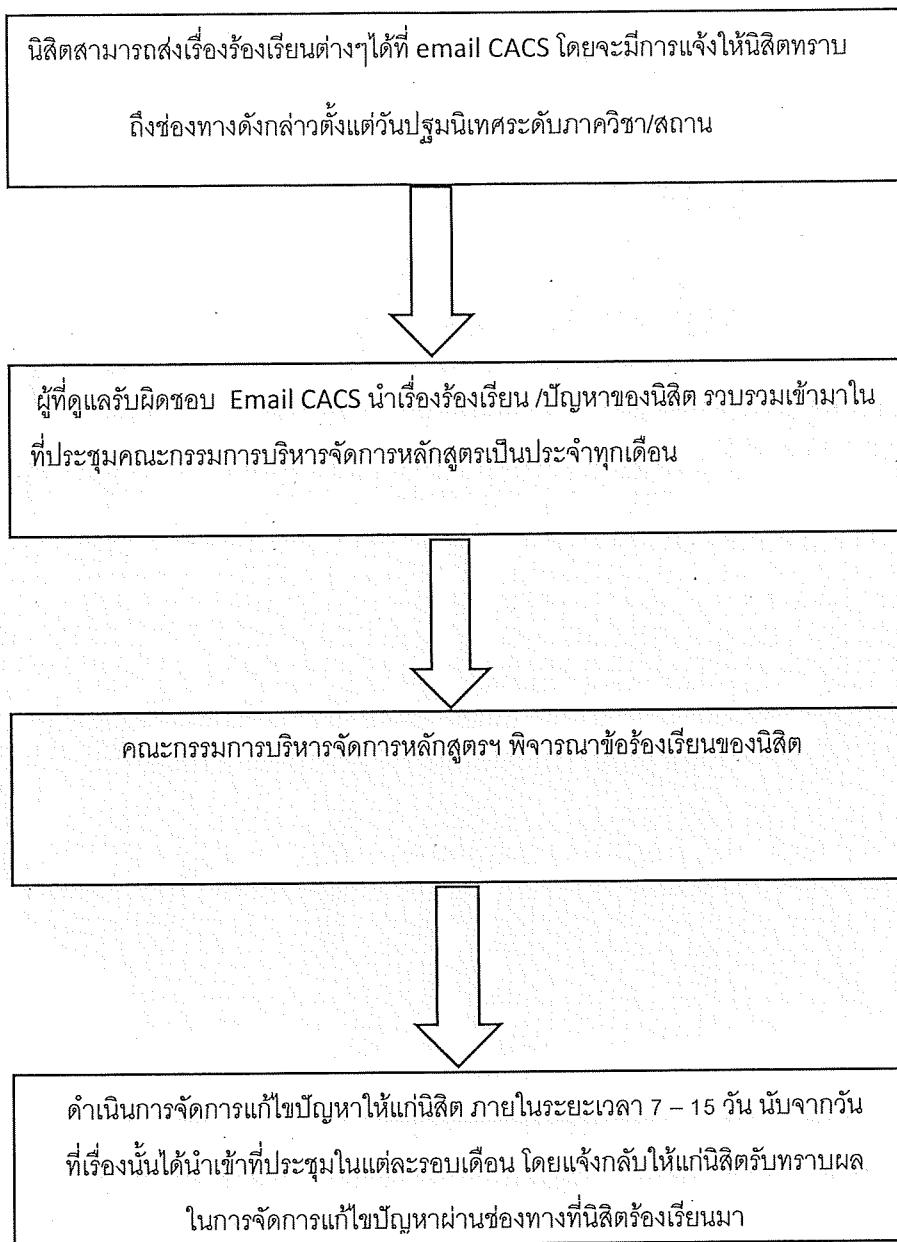 นิสิตสามารถส่งเรื่องร้องเรียนต่างๆได้ที่ email CACS โดยจะมีการแจ้งให้นิสิตทราบ
ถึงช่องทางดังกล่าวตั้งแต่วันปฐมนิเทศระดับภาควิชา/สถาน
ผู้ที่ดูแลรับผิดชอบ Email CACS นำเรื่องร้องเรียน /ปัญหาของนิสิต รวบรวมเข้ามาใน
ที่ประชุมคณะกรรมการบริหารจัดการหลักสูตรเป็นประจำทุกเดือน
คณะกรรมการบริหารจัดการหลักสูตรฯ พิจารณาข้อร้องเรียนของนิสิต
ดำเนินการจัดการแก้ไขปัญหาให้แก่นิสิต ภายในระยะเวลา 7 – 15 วัน นับจากวัน
ที่เรื่องนั้นได้นำเข้าที่ประชุมในแต่ละรอบเดือน โดยแจ้งกลับให้แก่นิสิตรับทราบผล
ในการจัดการแก้ไขปัญหาผ่านช่องทางที่นิสิตร้องเรียนมา